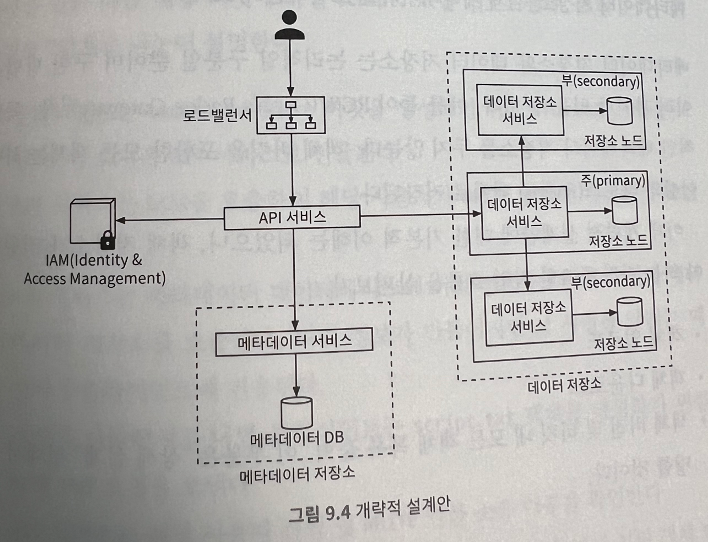 로드밸런서
API 서비스
IAM(Identity &
Access Management)
메타데이터 서비스
메타데이터 DB
메타데이터 저장소
부(secondary)
데이터 저장소
서비스
저장소 노드
주(primary)
데이터 저장소
서비스
저장소 노드
부(secondary)
데이터 저장소
서비스
저장소 노드
데이터 저장소
그림 9.4 개략적 설계안